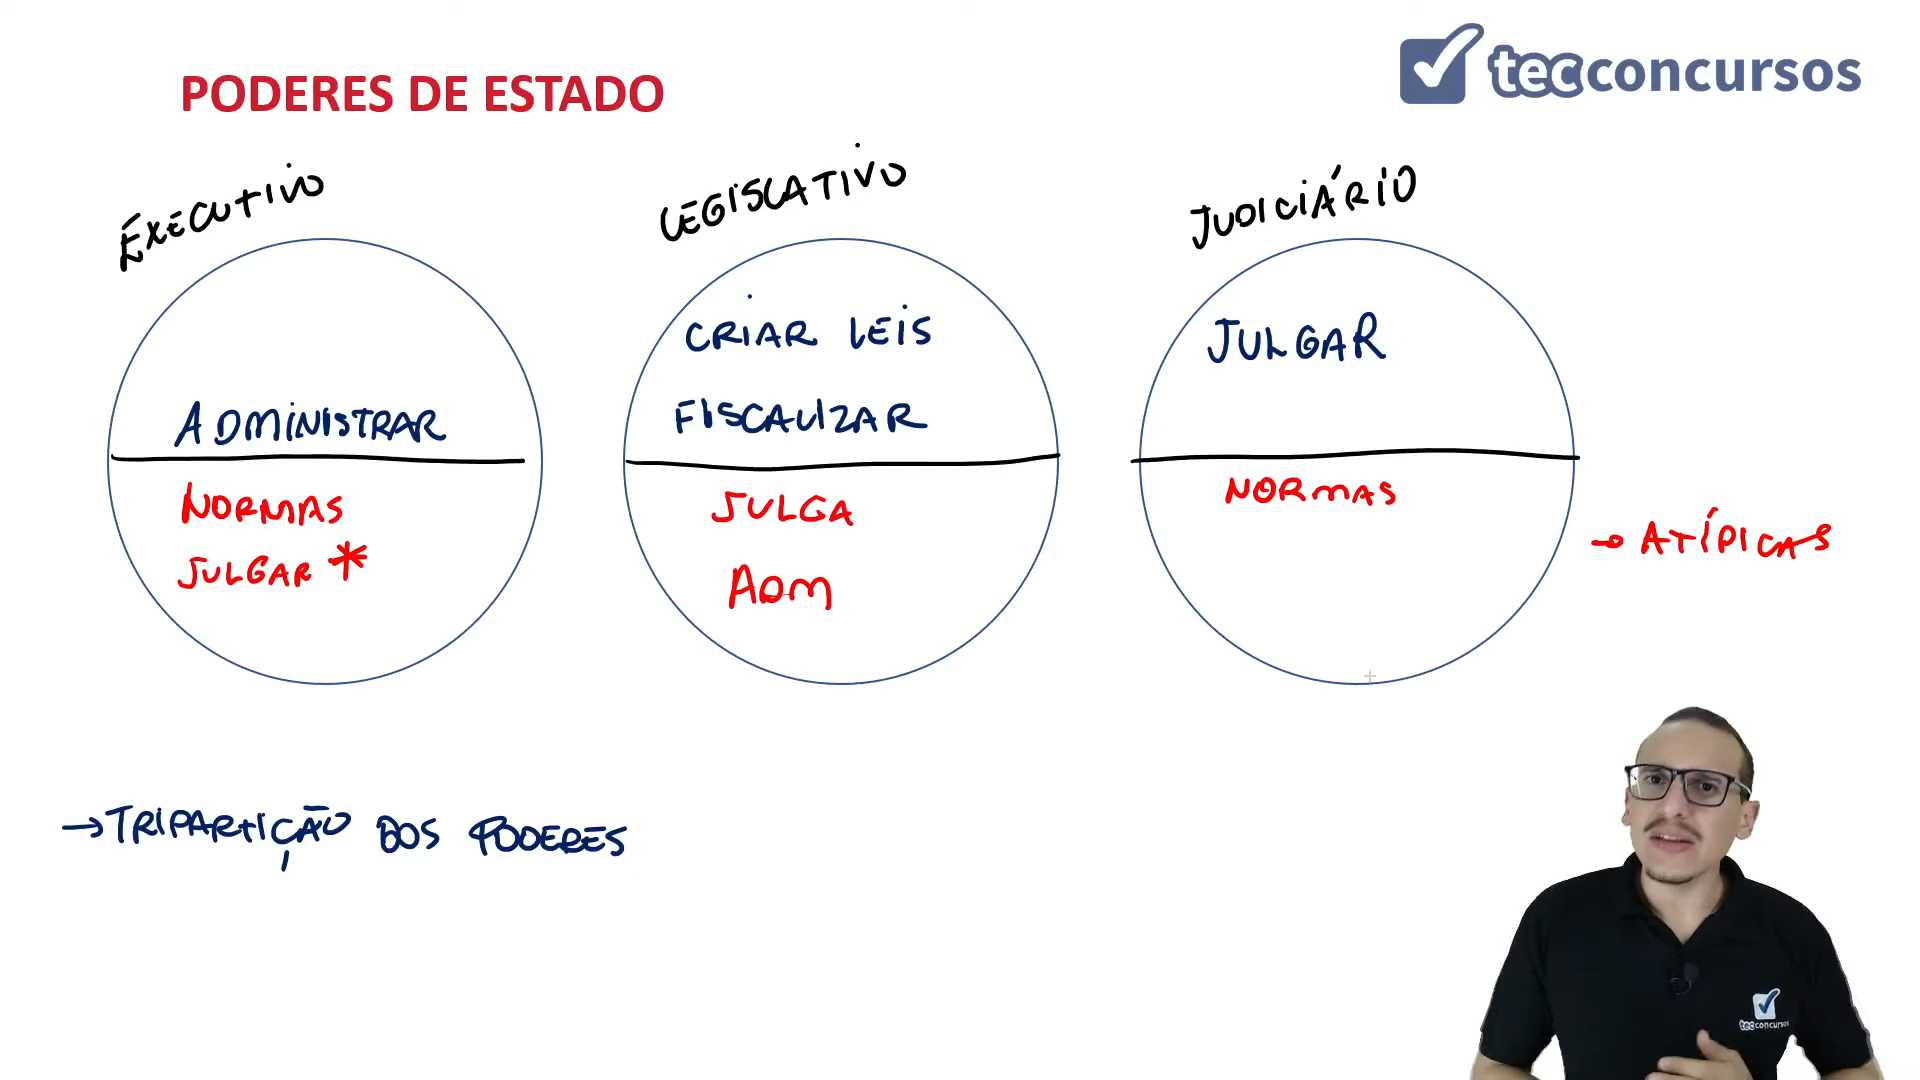 PODERES DE ESTADO
tecconcursos
EXECUTIVO
LEGISLATIVO
JUDICIÁRIO
ADMINISTRAR
NORMAS
JULGAR *
CRIAR LEIS
FISCALIZAR
JULGA
ADM
JULGAR
NORMAS
→ ATÍPICAS
→ TRIPARTIÇÃO DOS PODERES
tecconcursos